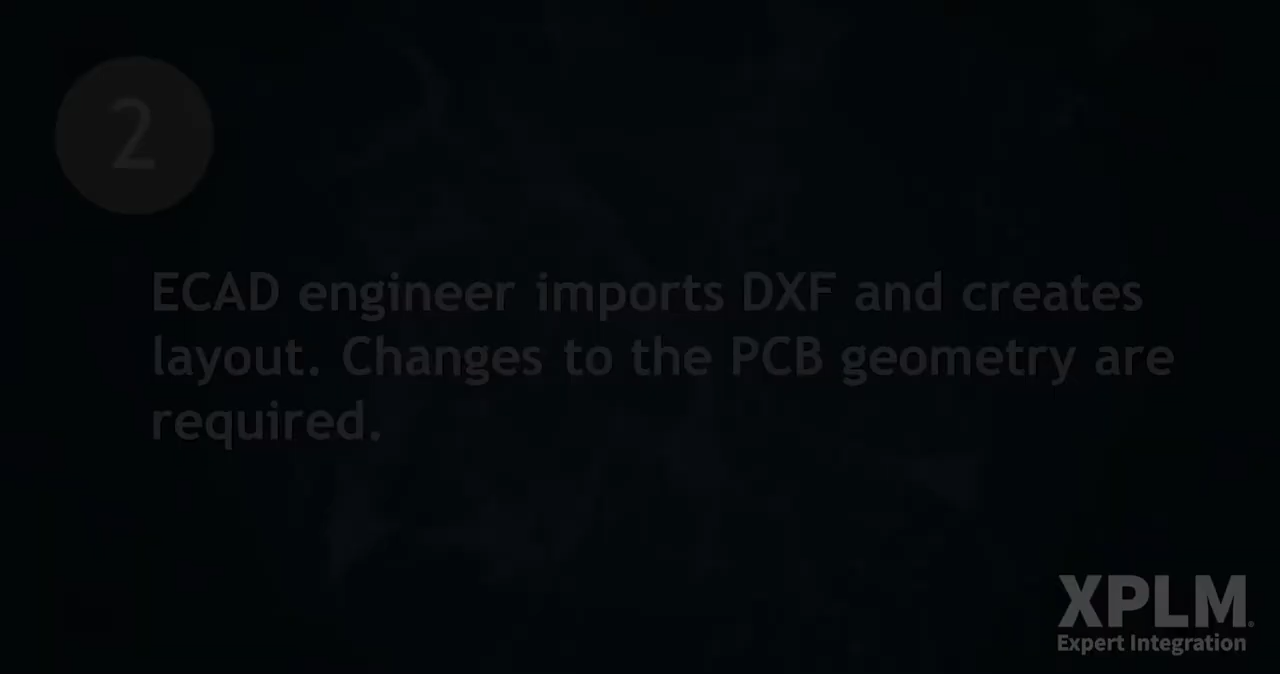 2
ECAD engineer imports DXF and creates
layout. Changes to the PCB geometry are
required.
XPLM.
Expert Integration